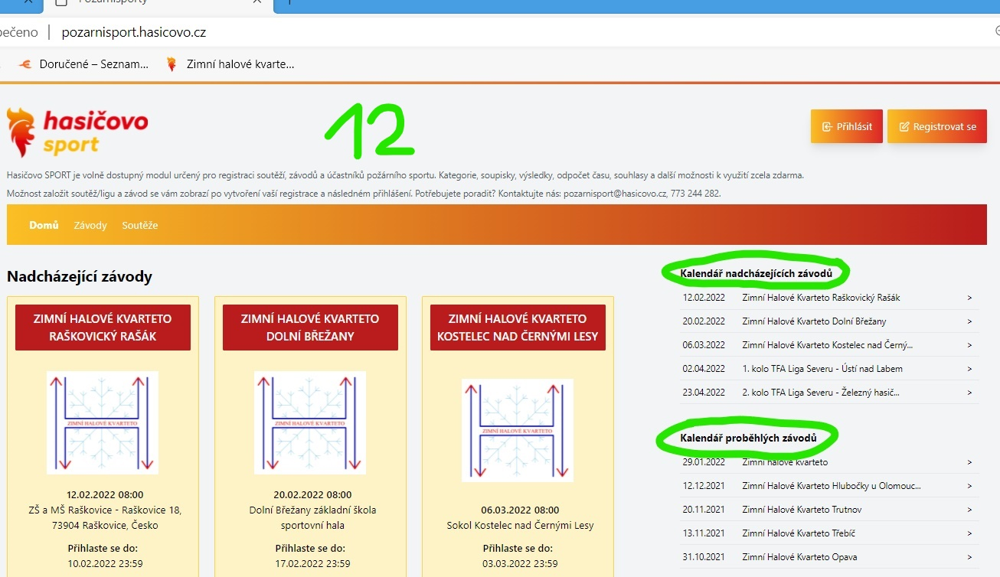 Pozarnisporty
pečeno
pozarnisport.hasicovo.cz
Doručené – Seznam...
Zimní halové kvarte...
hasičovo
sport
12
Přihlásit
Registrovat se
Hasičovo SPORT je volně dostupný modul určený pro registraci soutěží, závodů a účastníků požárního sportu. Kategorie, soupisky, výsledky, odpočet času, souhlasy a další možnosti k využití zcela zdarma.
Možnost založit soutěž/ligu a závod se vám zobrazí po vytvoření vaší registrace a následném přihlášení. Potřebujete poradit? Kontaktujte nás: pozarnisport@hasicovo.cz, 773 244 282.
Domů Závody Soutěže
Nadcházející závody
ZIMNÍ HALOVÉ KVARTETO
RAŠKOVICKÝ RAŠÁK
ZIMNÍ HALOVÉ KVARTETO
12.02.2022 08:00
ZŠ a MŠ Raškovice - Raškovice 18,
73904 Raškovice, Česko
Přihlaste se do:
10.02.2022 23:59
ZIMNÍ HALOVÉ KVARTETO
DOLNÍ BŘEŽANY
ZIMNÍ HALOVÉ KVARTETO
20.02.2022 08:00
Dolní Břežany základní škola
sportovní hala
Přihlaste se do:
17.02.2022 23:59
ZIMNÍ HALOVÉ KVARTETO
KOSTELEC NAD ČERNÝMI LESY
ZIMNÍ HALOVÉ KVARTETO
06.03.2022 08:00
Sokol Kostelec nad Černými Lesy
Přihlaste se do:
03.03.2022 23:59
Kalendář nadcházejících závodů
12.02.2022 Zimní Halové Kvarteto Raškovický Rašák >
20.02.2022 Zimní Halové Kvarteto Dolní Břežany >
06.03.2022 Zimní Halové Kvarteto Kostelec nad Černý... >
02.04.2022 1. kolo TFA Liga Severu - Ústí nad Labem >
23.04.2022 2. kolo TFA Liga Severu - Železný hasič... >
Kalendář proběhlých závodů
29.01.2022 Zimní halové kvarteto >
12.12.2021 Zimní Halové Kvarteto Hlubočky u Olomouc... >
20.11.2021 Zimní Halové Kvarteto Trutnov >
13.11.2021 Zimní Halové Kvarteto Třebíč >
31.10.2021 Zimní Halové Kvarteto Opava >